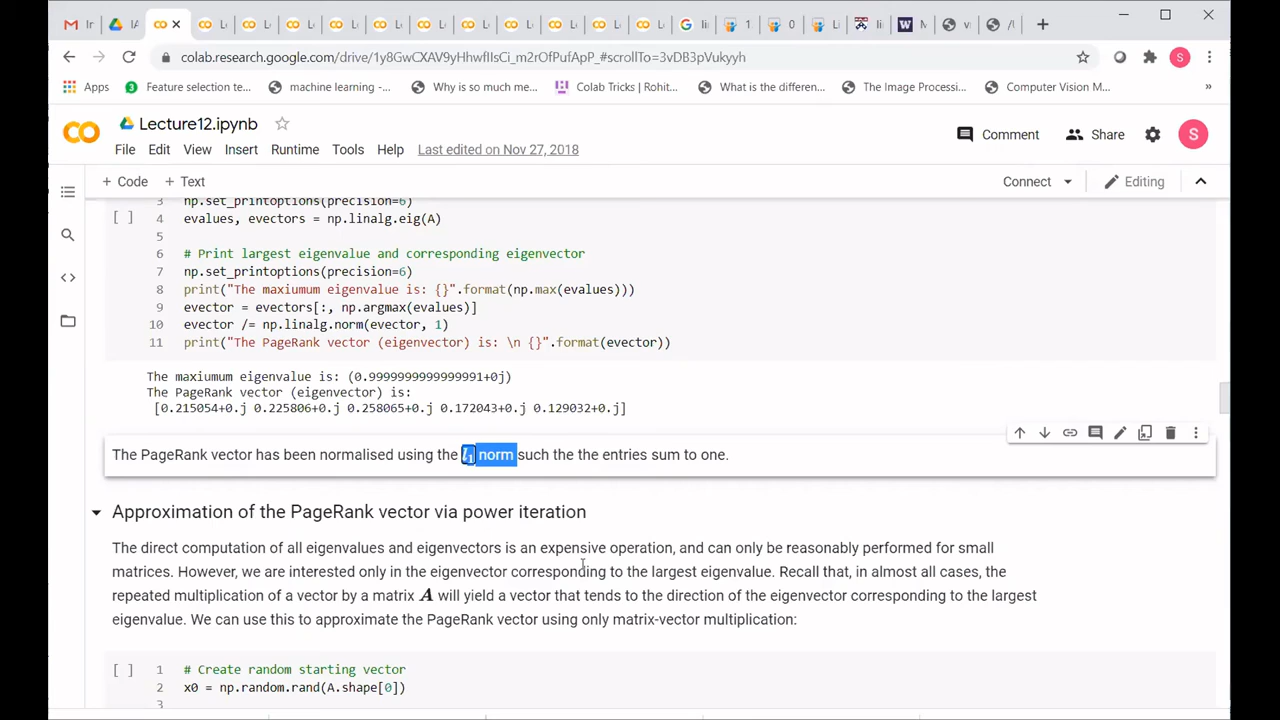 M Ir
IA
G lii
1
0
Li
li
W M
v
/I
colab.research.google.com/drive/1y8GwCXAV9yHhwfIIsCi_m2rOfPufApP_#scrollTo=3vDB3pVukyyh
S
Apps
3 Feature selection te...
machine learning -...
Why is so much me...
Colab Tricks | Rohit...
What is the differen...
The Image Processi...
Computer Vision M...
»
Lecture12.ipynb
Comment
Share
S
File Edit View Insert Runtime Tools Help Last edited on Nov 27, 2018
+ Code + Text
Connect
Editing
3 np.set_printoptions(precision=6)
[ ] 4 evalues, evectors = np.linalg.eig(A)
5
6 # Print largest eigenvalue and corresponding eigenvector
7 np.set_printoptions(precision=6)
8 print("The maxiumum eigenvalue is: {}".format(np.max(evalues)))
9 evector = evectors[:, np.argmax(evalues)]
10 evector /= np.linalg.norm(evector, 1)
11 print("The PageRank vector (eigenvector) is: \n {}".format(evector))
The maxiumum eigenvalue is: (0.9999999999999991+0j)
The PageRank vector (eigenvector) is:
[0.215054+0.j 0.225806+0.j 0.258065+0.j 0.172043+0.j 0.129032+0.j]
The PageRank vector has been normalised using the l₁ norm such the the entries sum to one.
Approximation of the PageRank vector via power iteration
The direct computation of all eigenvalues and eigenvectors is an expensive operation, and can only be reasonably performed for small
matrices. However, we are interested only in the eigenvector corresponding to the largest eigenvalue. Recall that, in almost all cases, the
repeated multiplication of a vector by a matrix A will yield a vector that tends to the direction of the eigenvector corresponding to the largest
eigenvalue. We can use this to approximate the PageRank vector using only matrix-vector multiplication:
[ ] 1 # Create random starting vector
2 x0 = np.random.rand(A.shape[0])
3